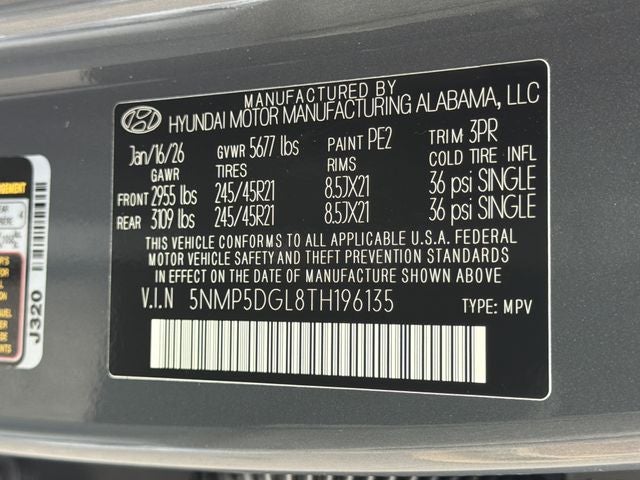 MANUFACTURED BY
HYUNDAI MOTOR MANUFACTURING ALABAMA, LLC
Jan/16/26 GVWR 5677 lbs PAINT PE2 TRIM 3PR
GAWR TIRES RIMS COLD TIRE INFL
FRONT 2955 lbs 245/45R21 8.5JX21 36 psi SINGLE
REAR 3109 lbs 245/45R21 8.5JX21 36 psi SINGLE
THIS VEHICLE CONFORMS TO ALL APPLICABLE U.S.A. FEDERAL
MOTOR VEHICLE SAFETY AND THEFT PREVENTION STANDARDS
IN EFFECT ON THE DATE OF MANUFACTURE SHOWN ABOVE.
V.I.N 5NMP5DGL8TH196135 TYPE: MPV
J320